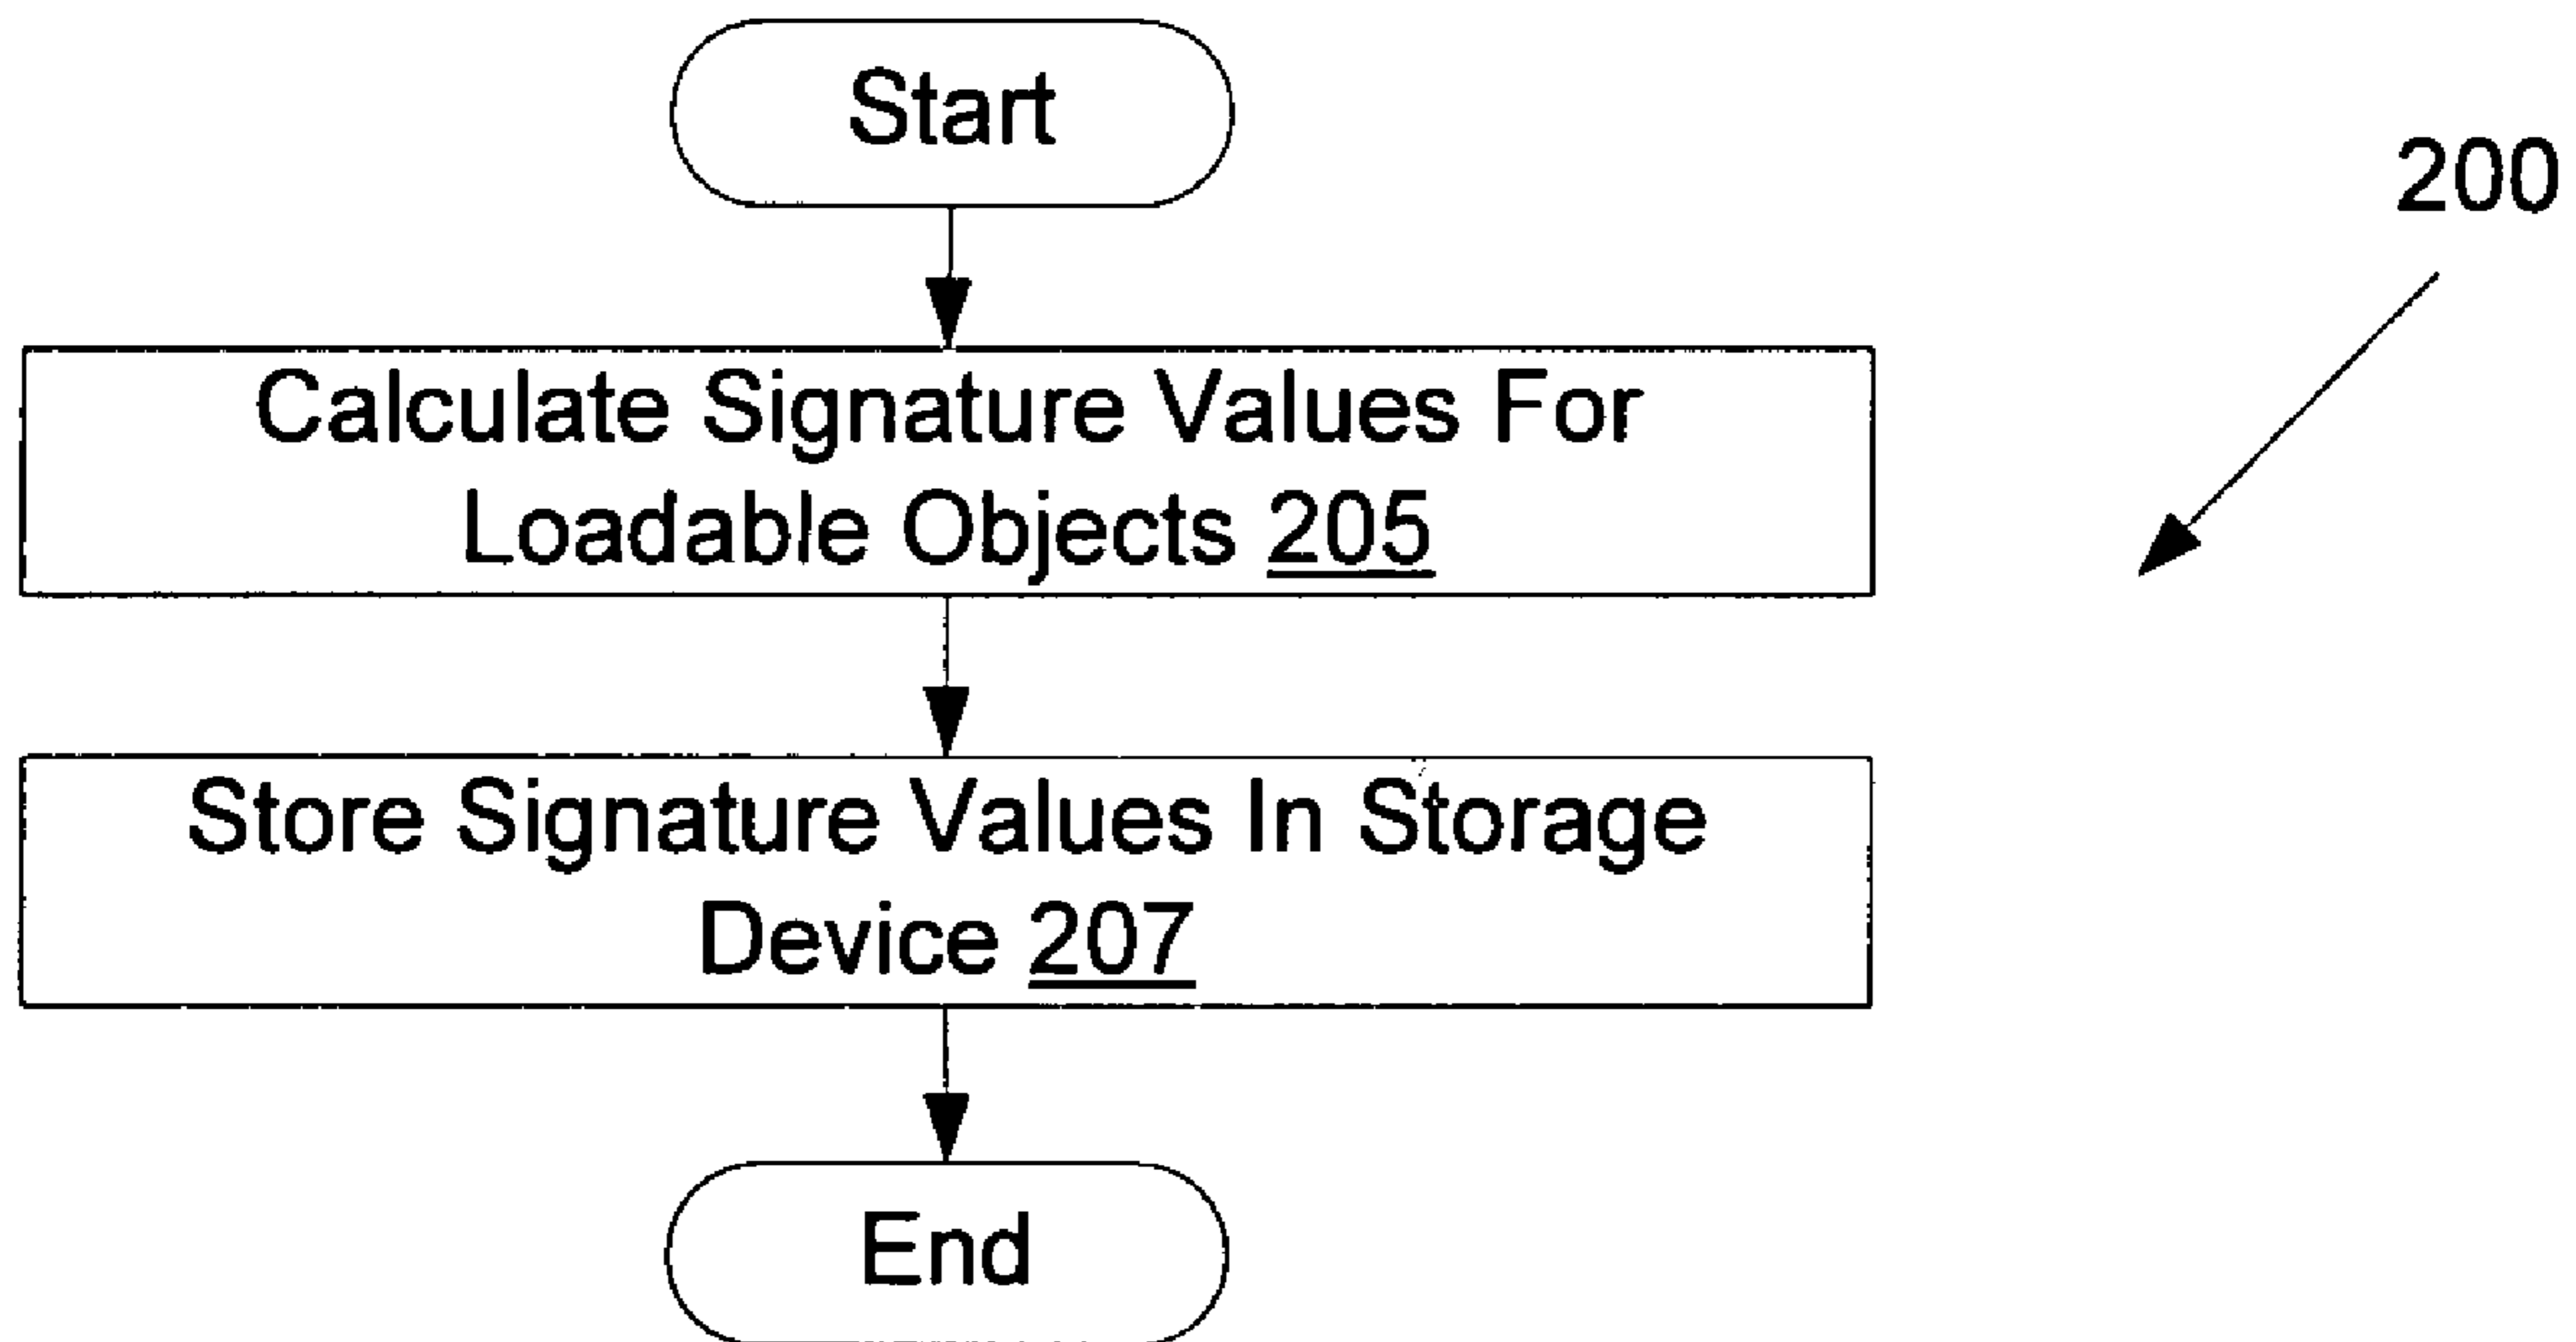 Start
200
Calculate Signature Values For
Loadable Objects 205
Store Signature Values In Storage
Device 207
End